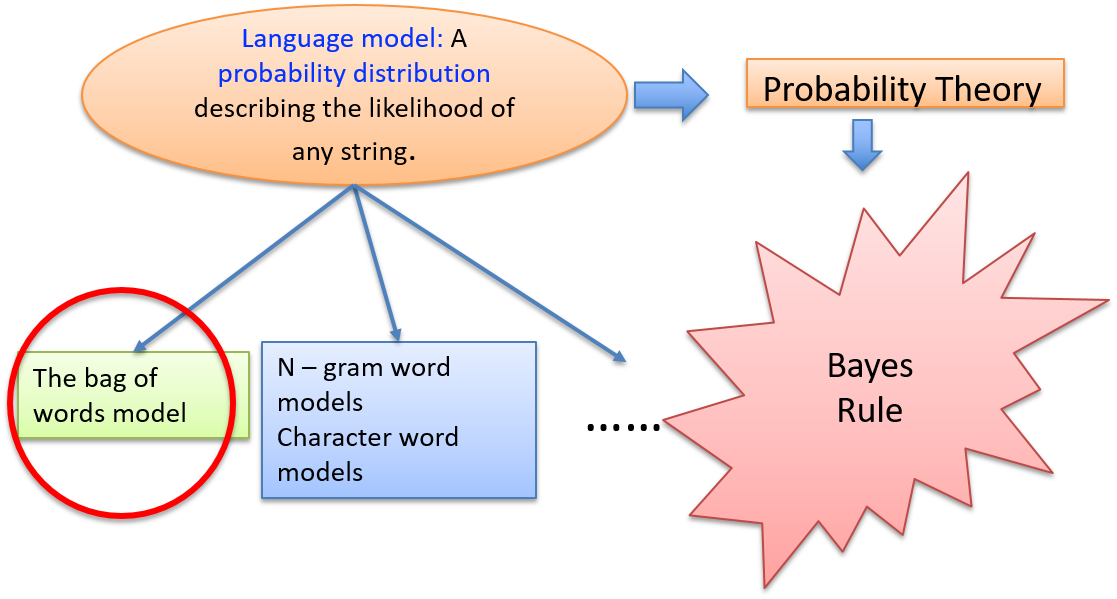 Language model: A
probability distribution
describing the likelihood of
any string.
Probability Theory
The bag of
words model
N – gram word
models
Character word
models
......
Bayes
Rule